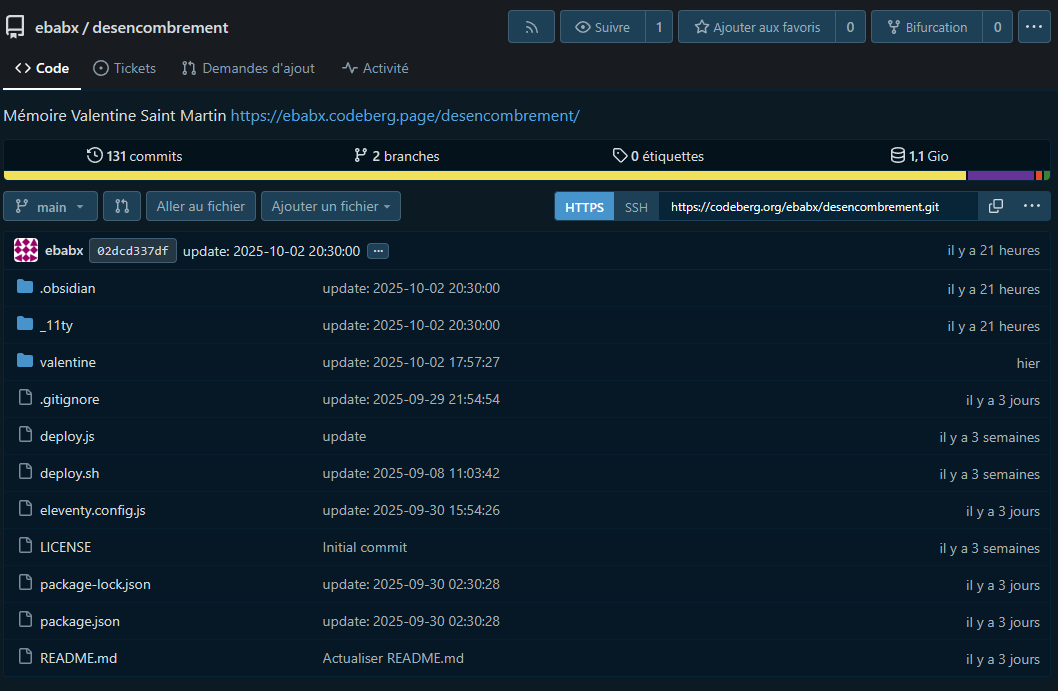 ebabx / desencombrement Suivre 1 Ajouter aux favoris 0 Bifurcation 0
Code Tickets Demandes d'ajout Activité
Mémoire Valentine Saint Martin https://ebabx.codeberg.page/desencombrement/
131 commits 2 branches 0 étiquettes 1,1 Gio
main Aller au fichier Ajouter un fichier HTTPS SSH https://codeberg.org/ebabx/desencombrement.git
ebabx 02dcd337df update: 2025-10-02 20:30:00 ... il y a 21 heures
.obsidian update: 2025-10-02 20:30:00 il y a 21 heures
_11ty update: 2025-10-02 20:30:00 il y a 21 heures
valentine update: 2025-10-02 17:57:27 hier
.gitignore update: 2025-09-29 21:54:54 il y a 3 jours
deploy.js update il y a 3 semaines
deploy.sh update: 2025-09-08 11:03:42 il y a 3 semaines
eleventy.config.js update: 2025-09-30 15:54:26 il y a 3 jours
LICENSE Initial commit il y a 3 semaines
package-lock.json update: 2025-09-30 02:30:28 il y a 3 jours
package.json update: 2025-09-30 02:30:28 il y a 3 jours
README.md Actualiser README.md il y a 3 jours